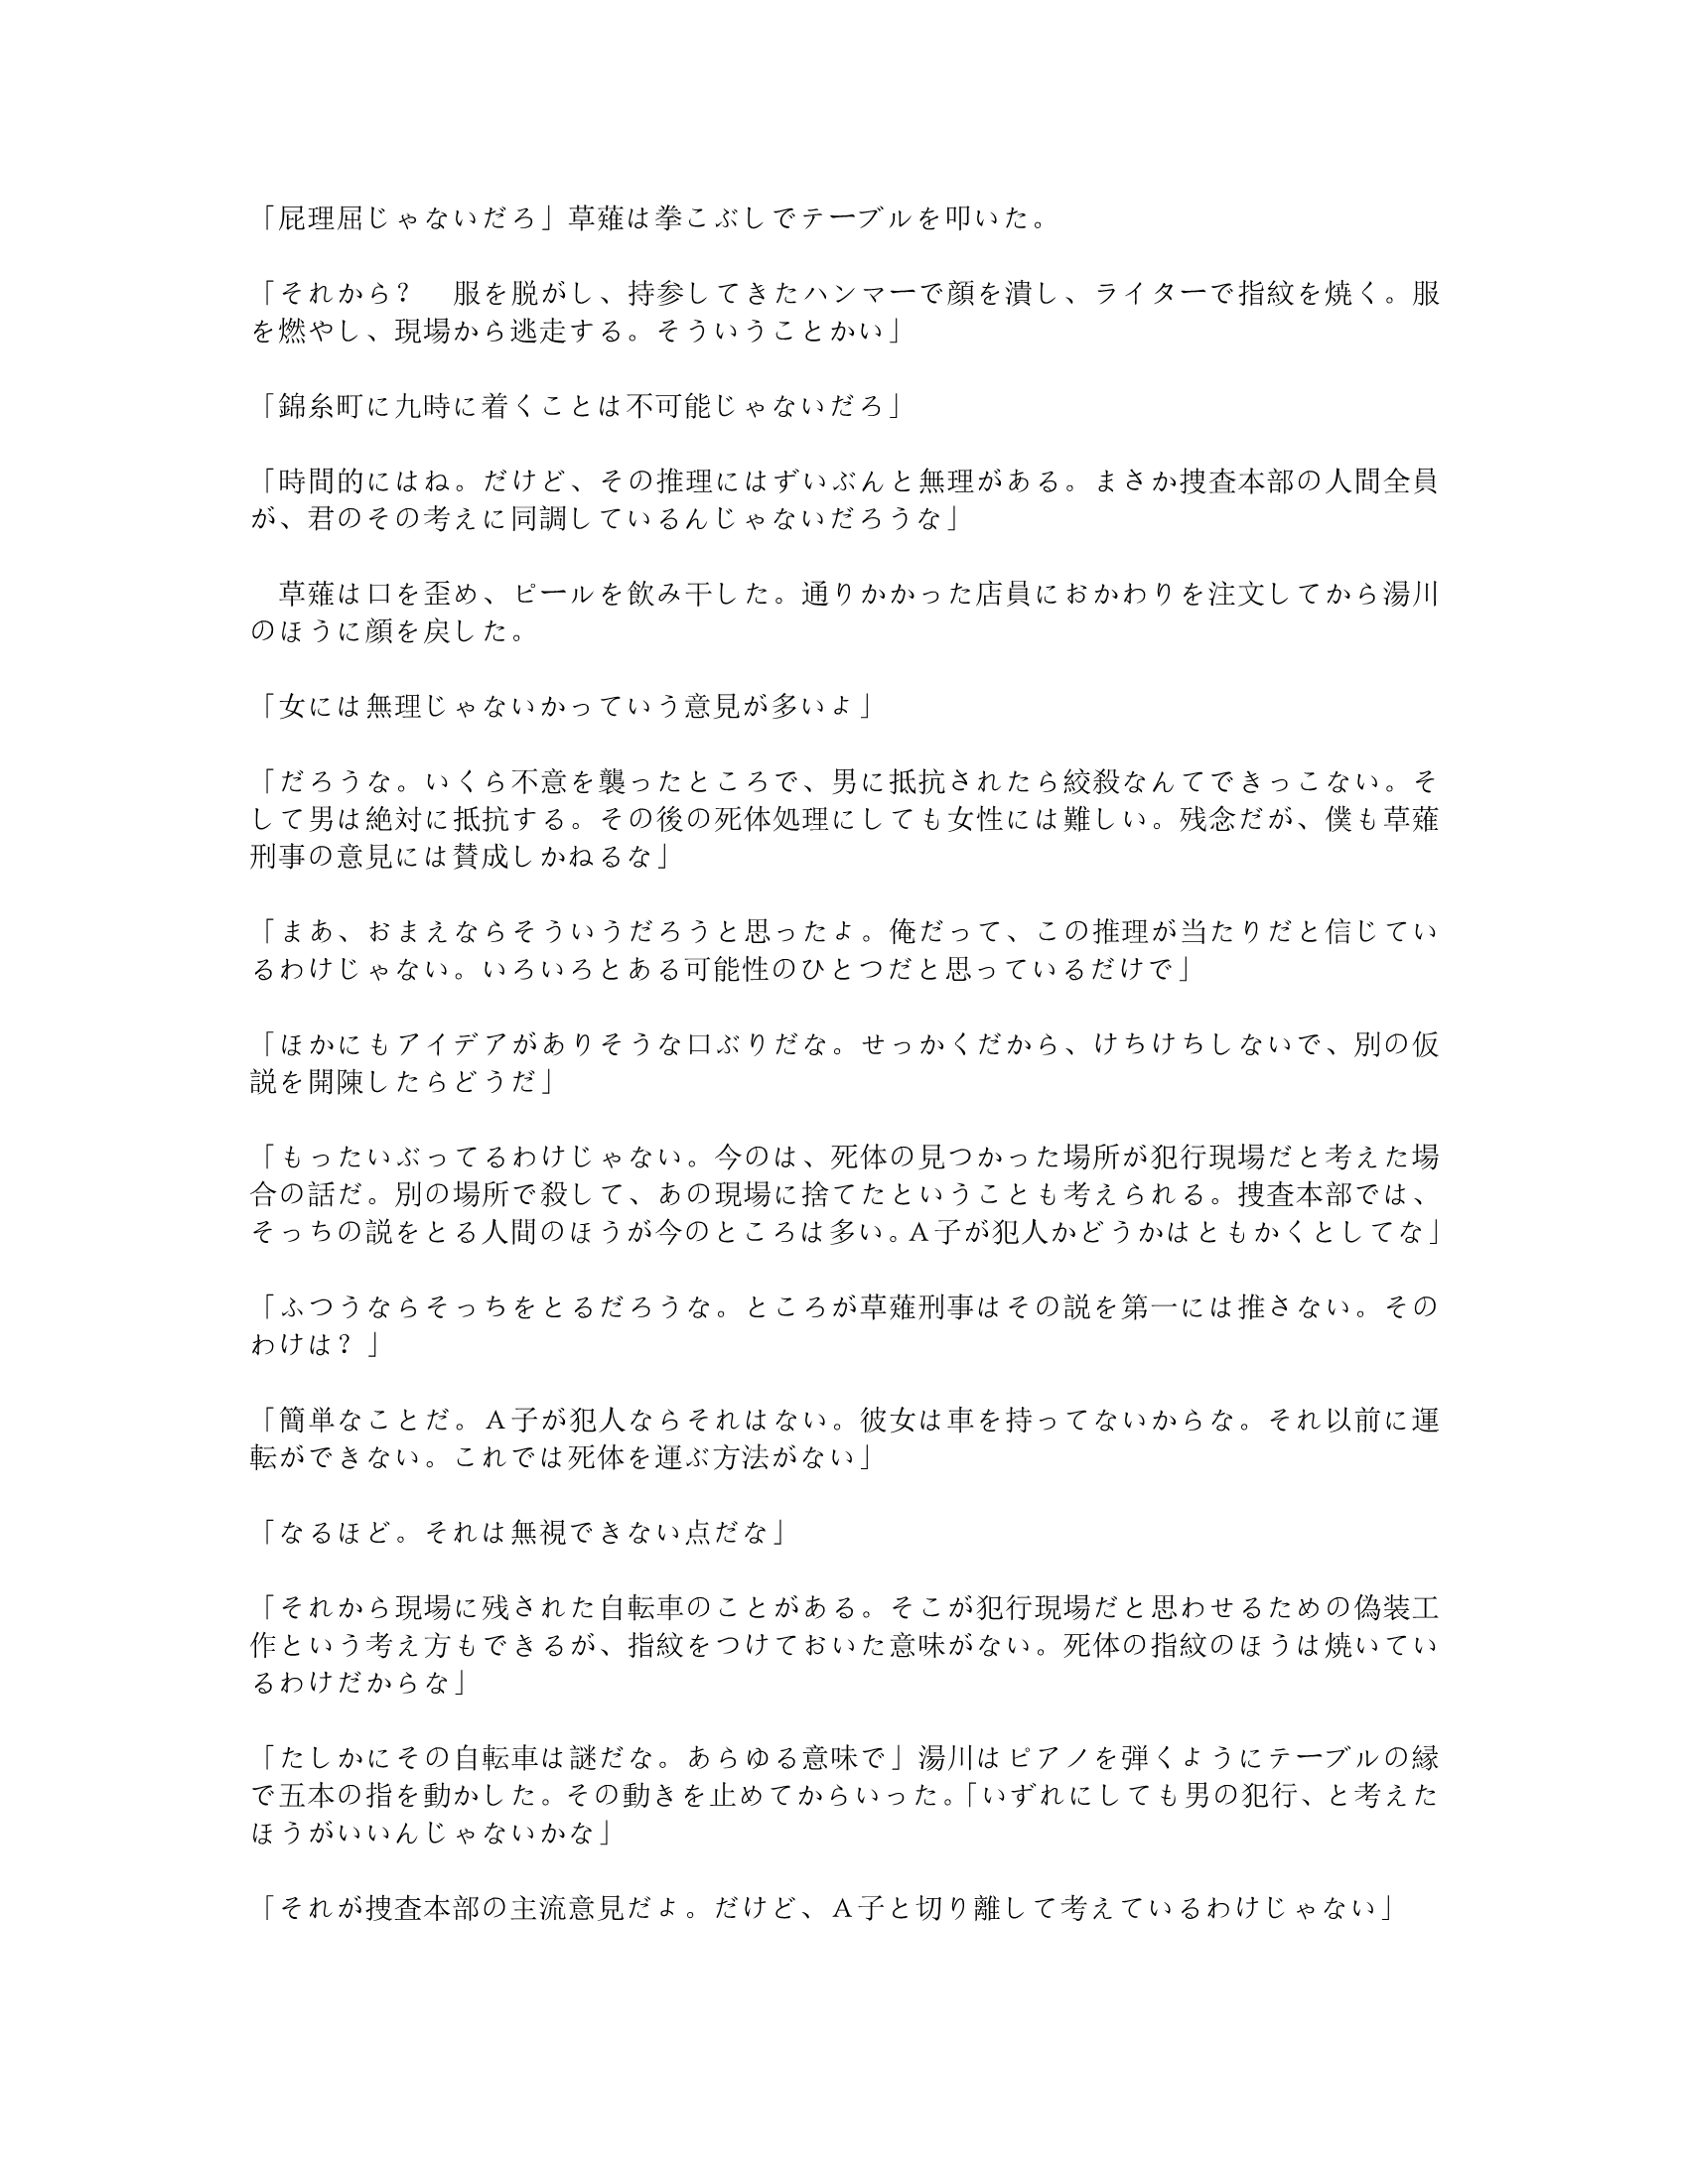 「屁理屈じゃないだろ」草薙は拳こぶしでテーブルを叩いた。
「それから？　服を脱がし、持参してきたハンマーで顔を潰し、ライターで指紋を焼く。服
を燃やし、現場から逃走する。そういうことかい」
「錦糸町に九時に着くことは不可能じゃないだろ」
「時間的にはね。だけど、その推理にはずいぶんと無理がある。まさか捜査本部の人間全員
が、君のその考えに同調しているんじゃないだろうな」
　草薙は口を歪め、ビールを飲み干した。通りかかった店員におかわりを注文してから湯川
のほうに顔を戻した。
「女には無理じゃないかっていう意見が多いよ」
「だろうな。いくら不意を襲ったところで、男に抵抗されたら絞殺なんてできっこない。そ
して男は絶対に抵抗する。その後の死体処理にしても女性には難しい。残念だが、僕も草薙
刑事の意見には賛成しかねるな」
「まあ、おまえならそういうだろうと思ったよ。俺だって、この推理が当たりだと信じてい
るわけじゃない。いろいろとある可能性のひとつだと思っているだけで」
「ほかにもアイデアがありそうな口ぶりだな。せっかくだから、けちけちしないで、別の仮
説を開陳したらどうだ」
「もったいぶってるわけじゃない。今のは、死体の見つかった場所が犯行現場だと考えた場
合の話だ。別の場所で殺して、あの現場に捨てたということも考えられる。捜査本部では、
そっちの説をとる人間のほうが今のところは多い。Ａ子が犯人かどうかはともかくとしてな」
「ふつうならそっちをとるだろうな。ところが草薙刑事はその説を第一には推さない。その
わけは？」
「簡単なことだ。Ａ子が犯人ならそれはない。彼女は車を持ってないからな。それ以前に運
転ができない。これでは死体を運ぶ方法がない」
「なるほど。それは無視できない点だな」
「それから現場に残された自転車のことがある。そこが犯行現場だと思わせるための偽装工
作という考え方もできるが、指紋をつけておいた意味がない。死体の指紋のほうは焼いてい
るわけだからな」
「たしかにその自転車は謎だな。あらゆる意味で」湯川はピアノを弾くようにテーブルの縁
で五本の指を動かした。その動きを止めてからいった。「いずれにしても男の犯行、と考えた
ほうがいいんじゃないかな」
「それが捜査本部の主流意見だよ。だけど、Ａ子と切り離して考えているわけじゃない」